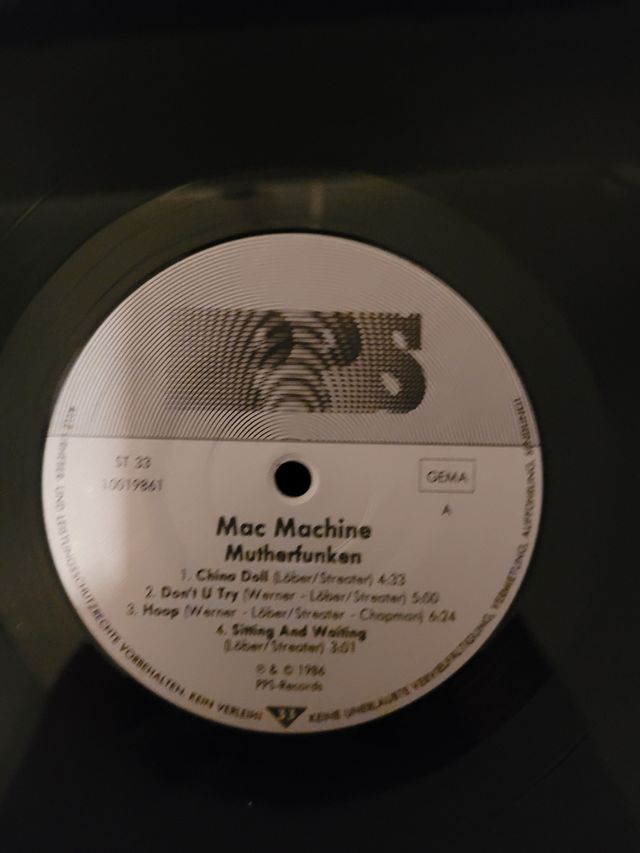 PPS
ST 33
10019861
GEMA
A
Mac Machine
Mutherfunken
1. China Doll (Löber/Streater) 4:33
2. Don't U Try (Werner - Löber/Streater) 5:00
3. Hoop (Werner - Löber/Streater - Chapman) 6:24
4. Sitting And Waiting
(Löber/Streater) 3:01
℗ & © 1986
PPS-Records
33
UND LEISTUNGSSCHUTZRECHTE VORBEHALTEN. KEIN VERLEIH! KEINE UNERLAUBTE VERVIELFÄLTIGUNG, VERMIETUNG, AUFFÜHRUNG, SENDUNG!